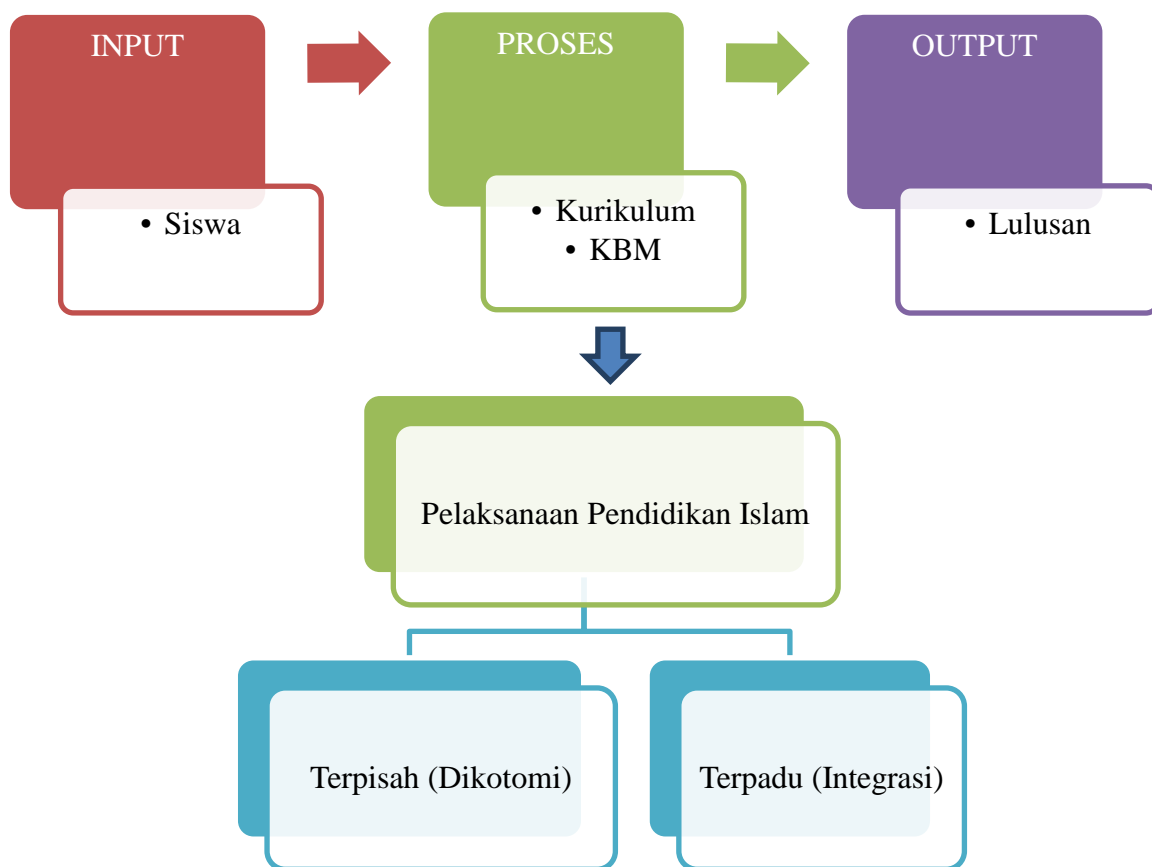 INPUT
PROSES
OUTPUT
• Siswa
• Kurikulum
• KBM
• Lulusan
Pelaksanaan Pendidikan Islam
Terpisah (Dikotomi)
Terpadu (Integrasi)